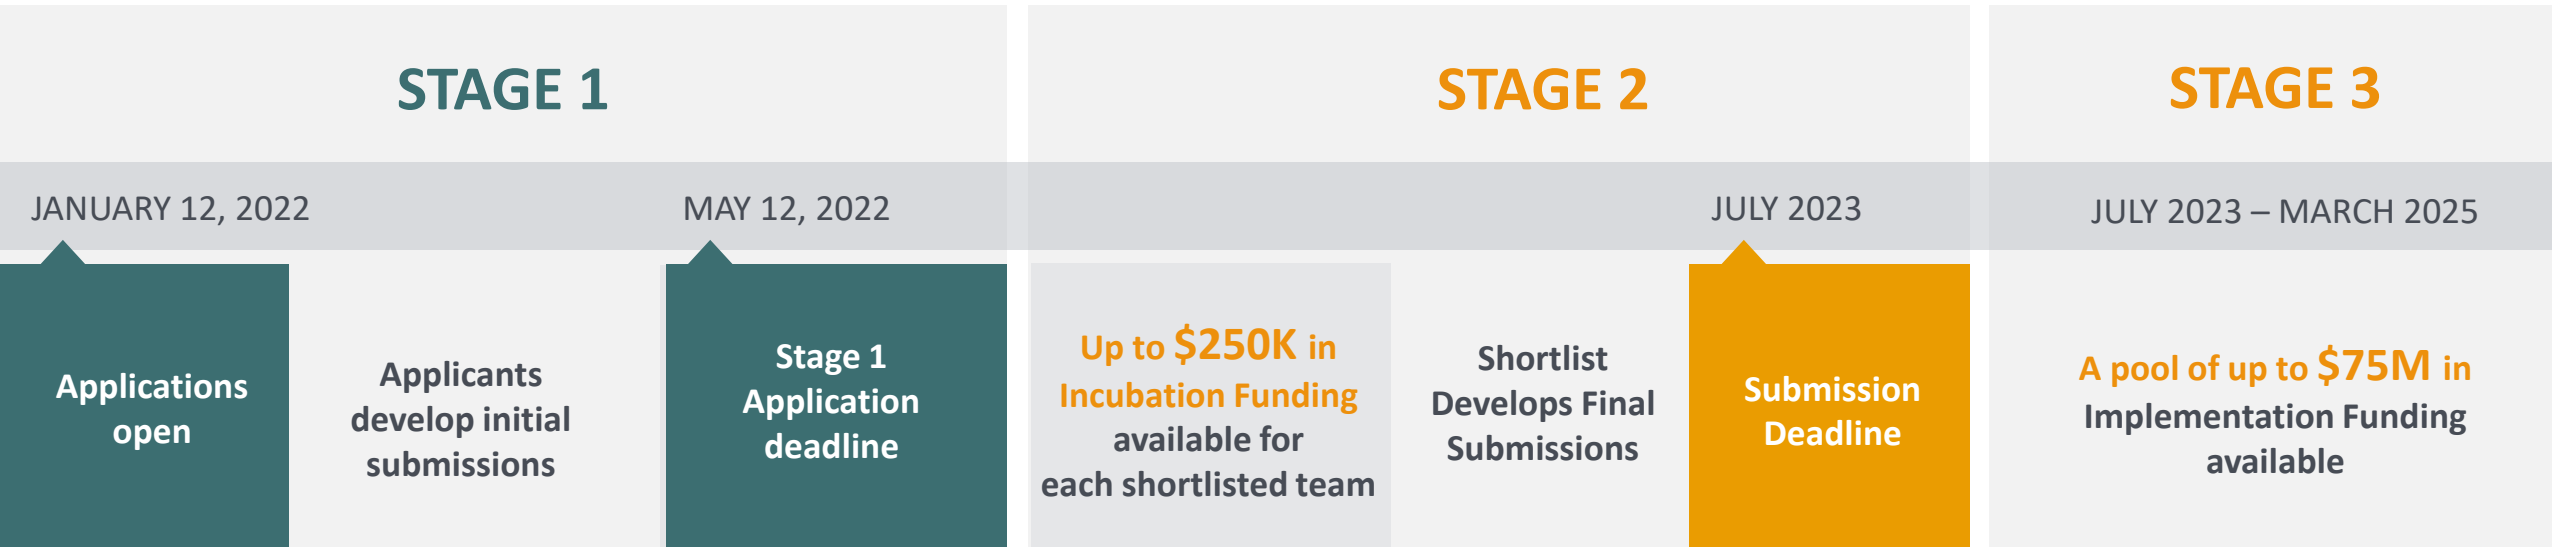 STAGE 1
STAGE 2
STAGE 3
JANUARY 12, 2022
MAY 12, 2022
JULY 2023
JULY 2023 – MARCH 2025
Applications
open
Applicants
develop initial
submissions
Stage 1
Application
deadline
Up to $250K in
Incubation Funding
available for
each shortlisted team
Shortlist
Develops Final
Submissions
Submission
Deadline
A pool of up to $75M in
Implementation Funding
available